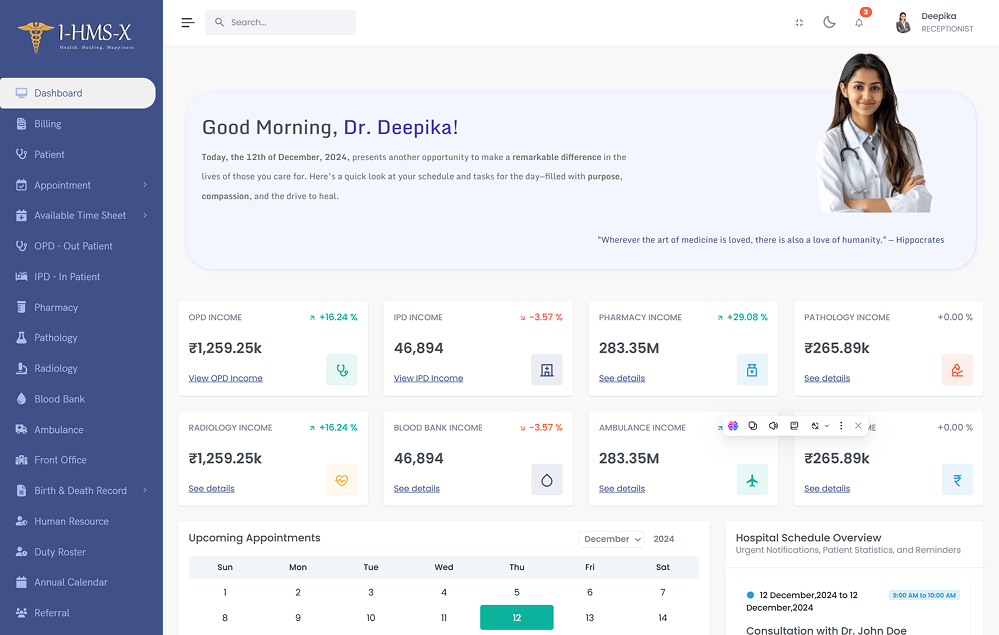 I-HMS-X
Health. Healing. Happiness
Search...
3
Deepika
RECEPTIONIST
Dashboard
Billing
Patient
Appointment
Available Time Sheet
OPD - Out Patient
IPD - In Patient
Pharmacy
Pathology
Radiology
Blood Bank
Ambulance
Front Office
Birth & Death Record
Human Resource
Duty Roster
Annual Calendar
Referral
Good Morning, Dr. Deepika!
Today, the 12th of December, 2024, presents another opportunity to make a remarkable difference in the
lives of those you care for. Here's a quick look at your schedule and tasks for the day—filled with purpose,
compassion, and the drive to heal.
"Wherever the art of medicine is loved, there is also a love of humanity." — Hippocrates
OPD INCOME +16.24 %
₹1,259.25k
View OPD Income
IPD INCOME -3.57 %
46,894
View IPD Income
PHARMACY INCOME +29.08 %
283.35M
See details
PATHOLOGY INCOME +0.00 %
₹265.89k
See details
RADIOLOGY INCOME +16.24 %
₹1,259.25k
See details
BLOOD BANK INCOME -3.57 %
46,894
See details
AMBULANCE INCOME
283.35M
See details
+0.00 %
₹265.89k
See details
Upcoming Appointments
December 2024
Sun Mon Tue Wed Thu Fri Sat
1 2 3 4 5 6 7
8 9 10 11 12 13 14
Hospital Schedule Overview
Urgent Notifications, Patient Statistics, and Reminders
12 December,2024 to 12 9:00 AM to 10:00 AM
December,2024
Consultation with Dr. John Doe